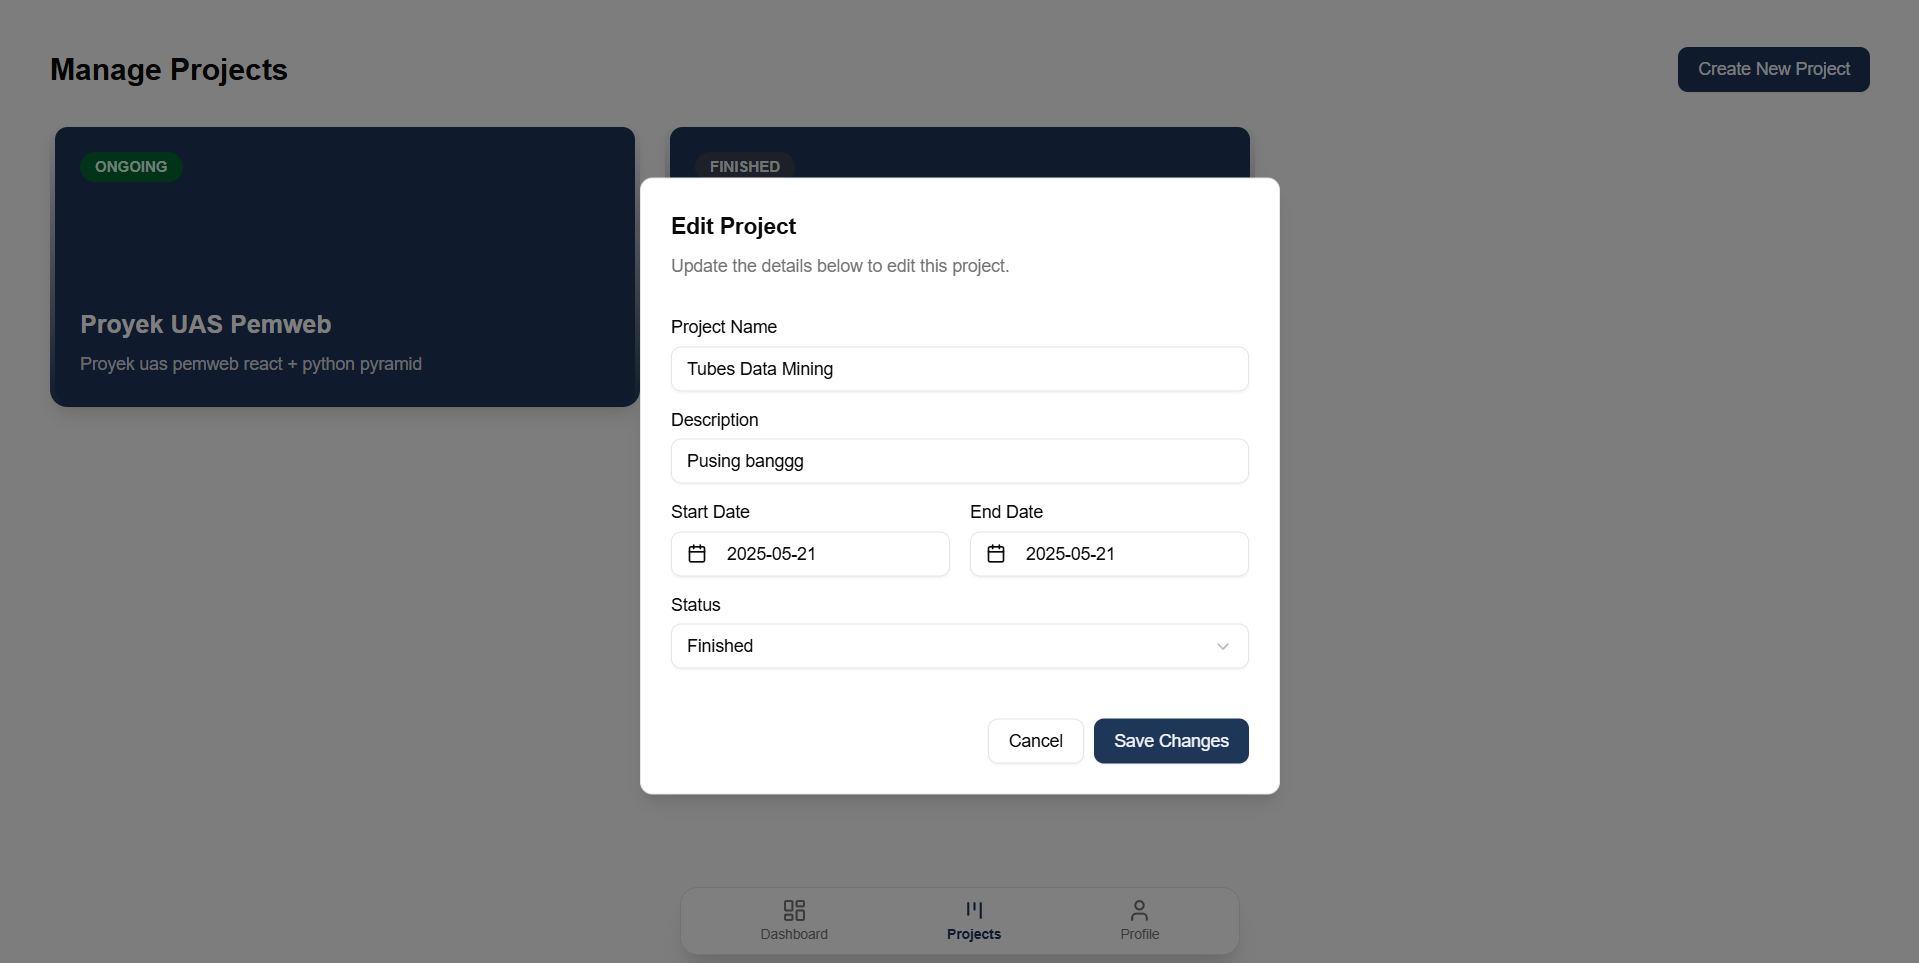 Manage Projects
Create New Project
ONGOING
FINISHED
Proyek UAS Pemweb
Proyek uas pemweb react + python pyramid
Edit Project
Update the details below to edit this project.
Project Name
Tubes Data Mining
Description
Pusing banggg
Start Date
End Date
2025-05-21
2025-05-21
Status
Finished
Cancel
Save Changes
Dashboard
Projects
Profile